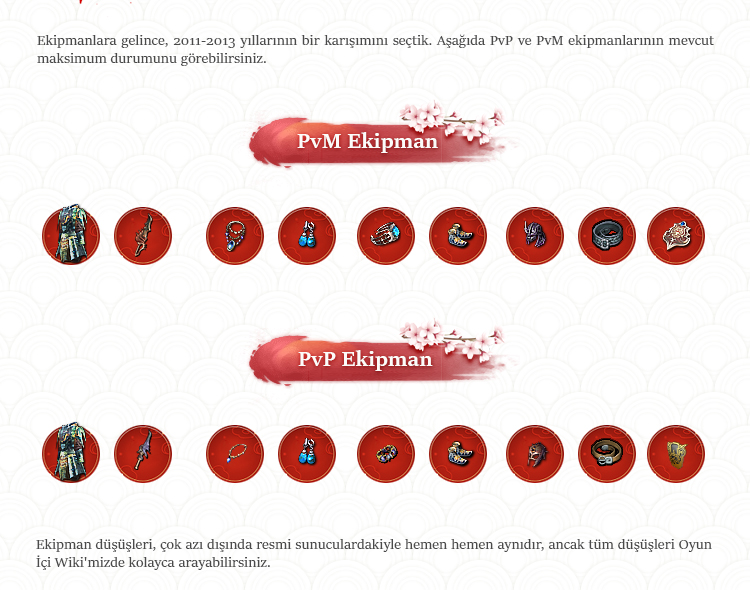 Ekipmanlara gelince, 2011-2013 yıllarının bir karışımını seçtik. Aşağıda PvP ve PvM ekipmanlarının mevcut
maksimum durumunu görebilirsiniz.
PvM Ekipman
PvP Ekipman
Ekipman düşüşleri, çok azı dışında resmi sunuculardakiyle hemen hemen aynıdır, ancak tüm düşüşleri Oyun
İçi Wiki'mizde kolayca arayabilirsiniz.